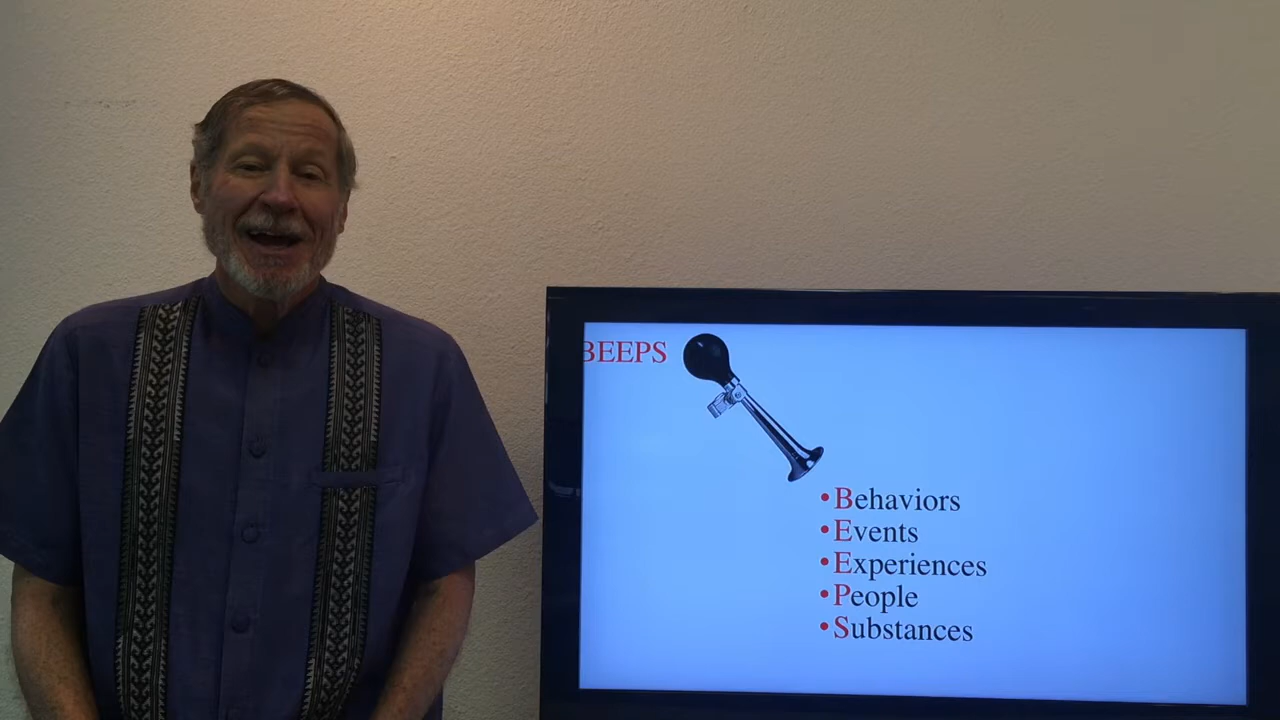 BEEPS
•Behaviors
•Events
•Experiences
•People
•Substances